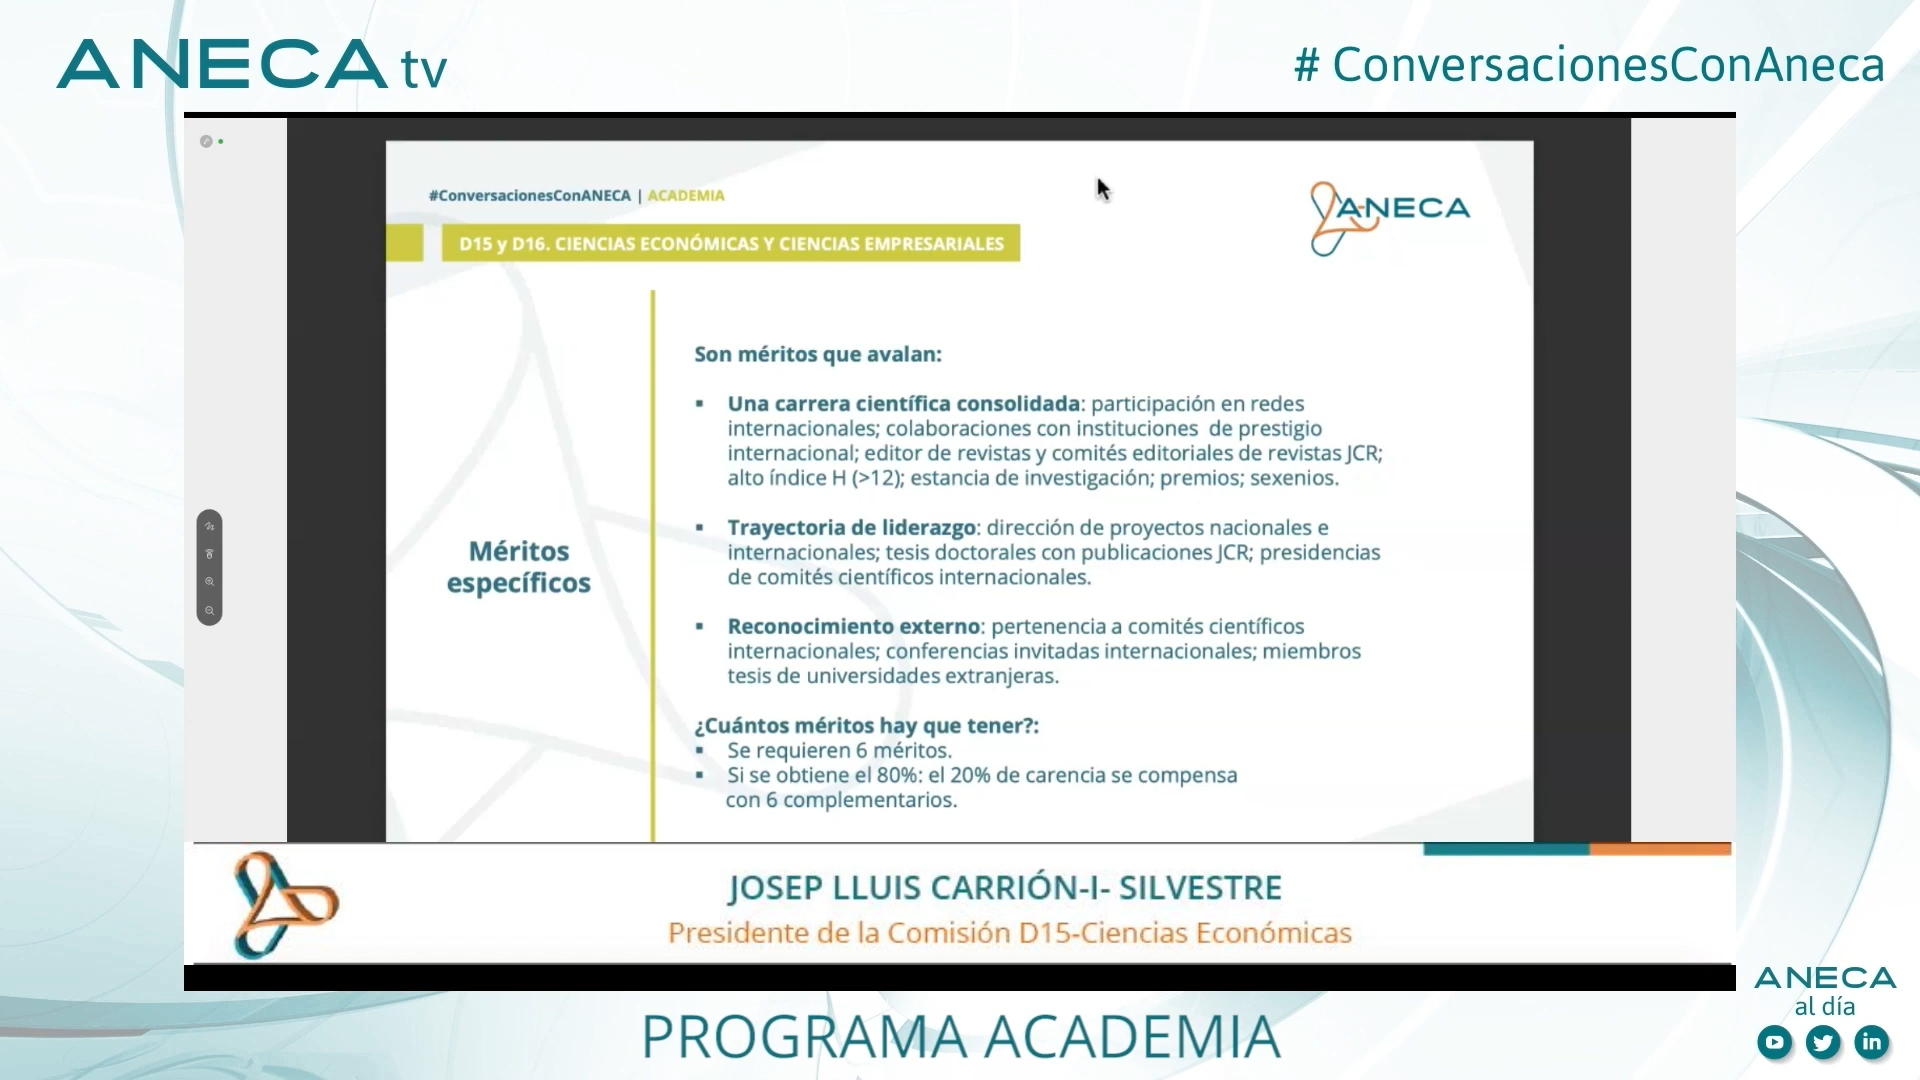 ANECA tv
# ConversacionesConAneca
#ConversacionesConANECA | ACADEMIA
ANECA
D15 y D16. CIENCIAS ECONÓMICAS Y CIENCIAS EMPRESARIALES
Méritos
específicos
Son méritos que avalan:
▪ Una carrera científica consolidada: participación en redes
internacionales; colaboraciones con instituciones de prestigio
internacional; editor de revistas y comités editoriales de revistas JCR;
alto índice H (>12); estancia de investigación; premios; sexenios.
▪ Trayectoria de liderazgo: dirección de proyectos nacionales e
internacionales; tesis doctorales con publicaciones JCR; presidencias
de comités científicos internacionales.
▪ Reconocimiento externo: pertenencia a comités científicos
internacionales; conferencias invitadas internacionales; miembros
tesis de universidades extranjeras.
¿Cuántos méritos hay que tener?:
▪ Se requieren 6 méritos.
▪ Si se obtiene el 80%: el 20% de carencia se compensa
con 6 complementarios.
JOSEP LLUIS CARRIÓN-I- SILVESTRE
Presidente de la Comisión D15-Ciencias Económicas
PROGRAMA ACADEMIA
ANECA
al día
in